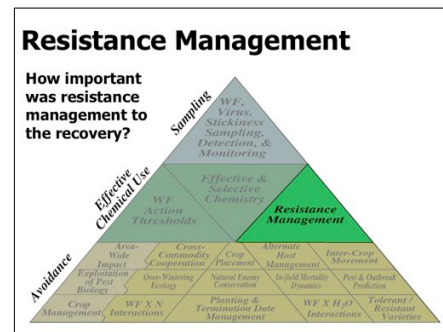 Resistance Management
How important
was resistance
management to
the recovery?
Sampling
WF,
Virus,
Stickiness
Sampling,
Detection, &
Monitoring
Effective
Chemical Use
WF
Action
Thresholds
Effective &
Selective
Chemistry
Resistance
Management
Avoidance
Area-
Wide
Impact
Cross-
Commodity
Cooperation
Crop
Placement
Alternate
Host
Management
Inter-Crop
Movement
Exploitation
of Pest
Biology
Over-Wintering
Ecology
Natural Enemy
Conservation
In-field Mortality
Dynamics
Pest & Outbreak
Prediction
Crop
Management
WF X N
Interactions
Planting &
Termination Date
Management
WF X H2O
Interactions
Tolerant /
Resistant
Varieties